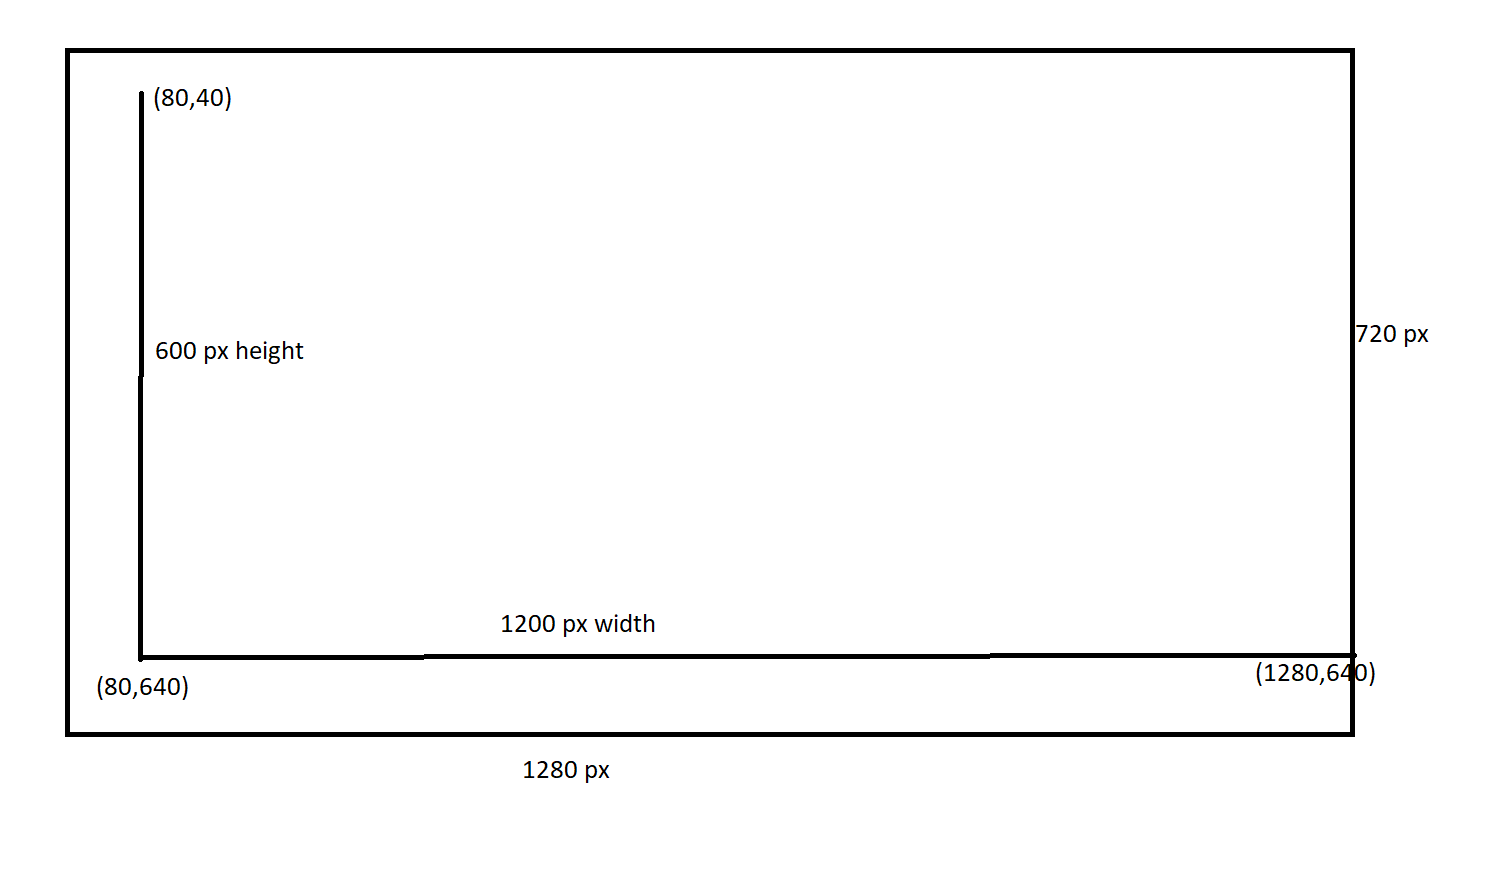 (80,40)
720 px
600 px height
1200 px width
(1280,640)
(80,640)
1280 px